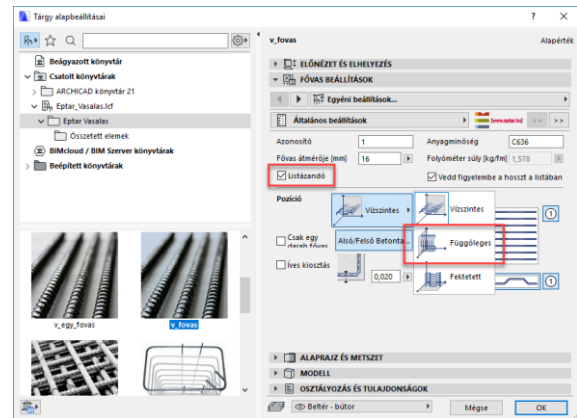 Tárgy alapbeállításai
Beágyazott könyvtár
Csatolt könyvtárak
ARCHICAD könyvtár 21
Eptar_Vasalas.lcf
Eptar Vasalas
Összetett elemek
BIMcloud / BIM Szerver könyvtárak
Beépített könyvtárak
v_egy_fovas
v_fovas
v_fovas
Alapérték
ELŐNÉZET ÉS ELHELYEZÉS
FŐVAS BEÁLLÍTÁSOK
Egyéni beállítások...
Általános beállítások
www.eptar.hu
<< >>
Azonosító 1 Anyagminőség C636
Fővas átmérője [mm] 16 Folyóméter súly [kg/fm] 1,578
Listázandó Vedd figyelembe a hosszt a listában
Pozíció
Vízszintes Vízszintes 1
Csak egy darab fővas Alsó/Felső Betonta... Függőleges
Íves kiosztás
0,020 Fektetett 1
ALAPRAJZ ÉS METSZET
MODELL
OSZTÁLYOZÁS ÉS TULAJDONSÁGOK
Beltér - bútor Mégse OK